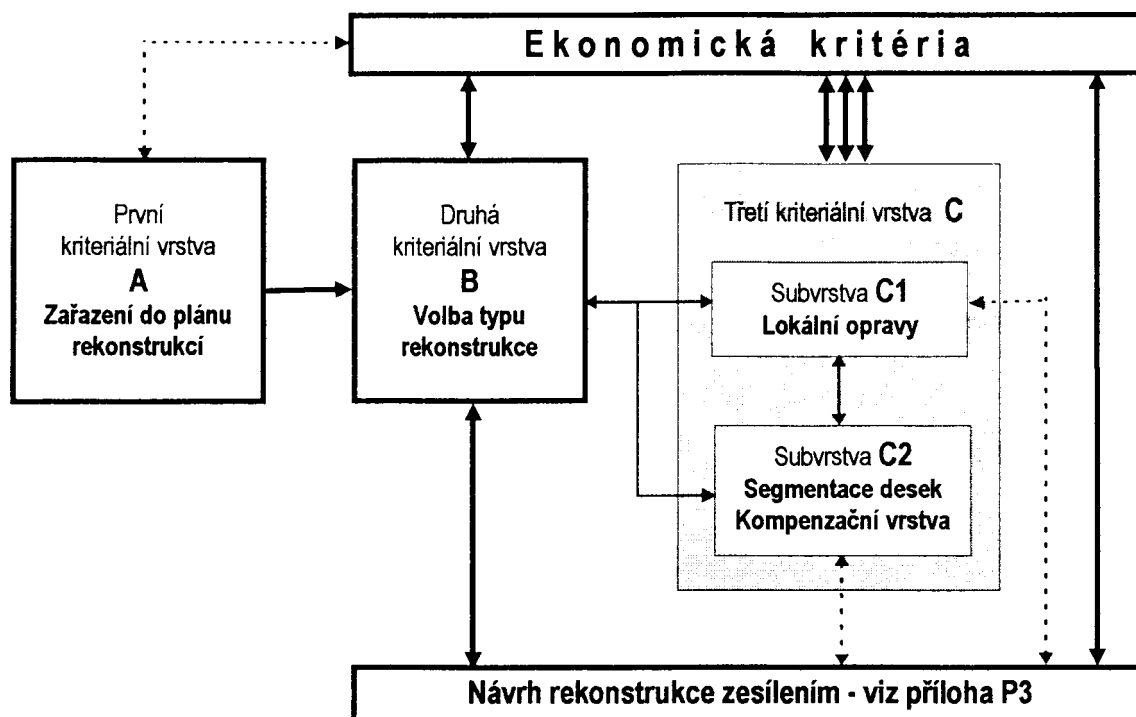 Ekonomická kritéria
První
kriteriální vrstva
A
Zařazení do plánu
rekonstrukcí
Druhá
kriteriální vrstva
B
Volba typu
rekonstrukce
Třetí kriteriální vrstva C
Subvrstva C1
Lokální opravy
Subvrstva C2
Segmentace desek
Kompenzační vrstva
Návrh rekonstrukce zesílením - viz příloha P3